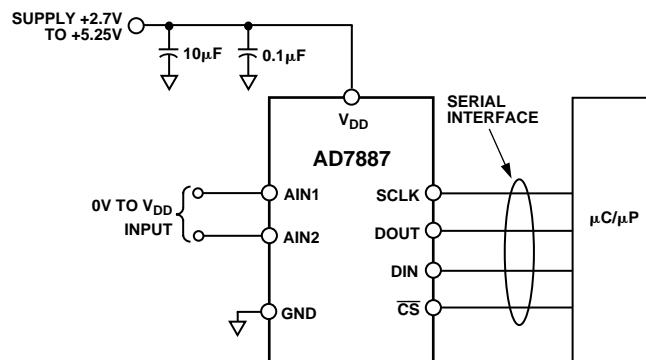 SUPPLY +2.7V
TO +5.25V
10µF
0.1µF
VDD
SERIAL
INTERFACE
AD7887
0V TO VDD
INPUT
AIN1
AIN2
GND
SCLK
DOUT
DIN
C̅S̅
µC/µP